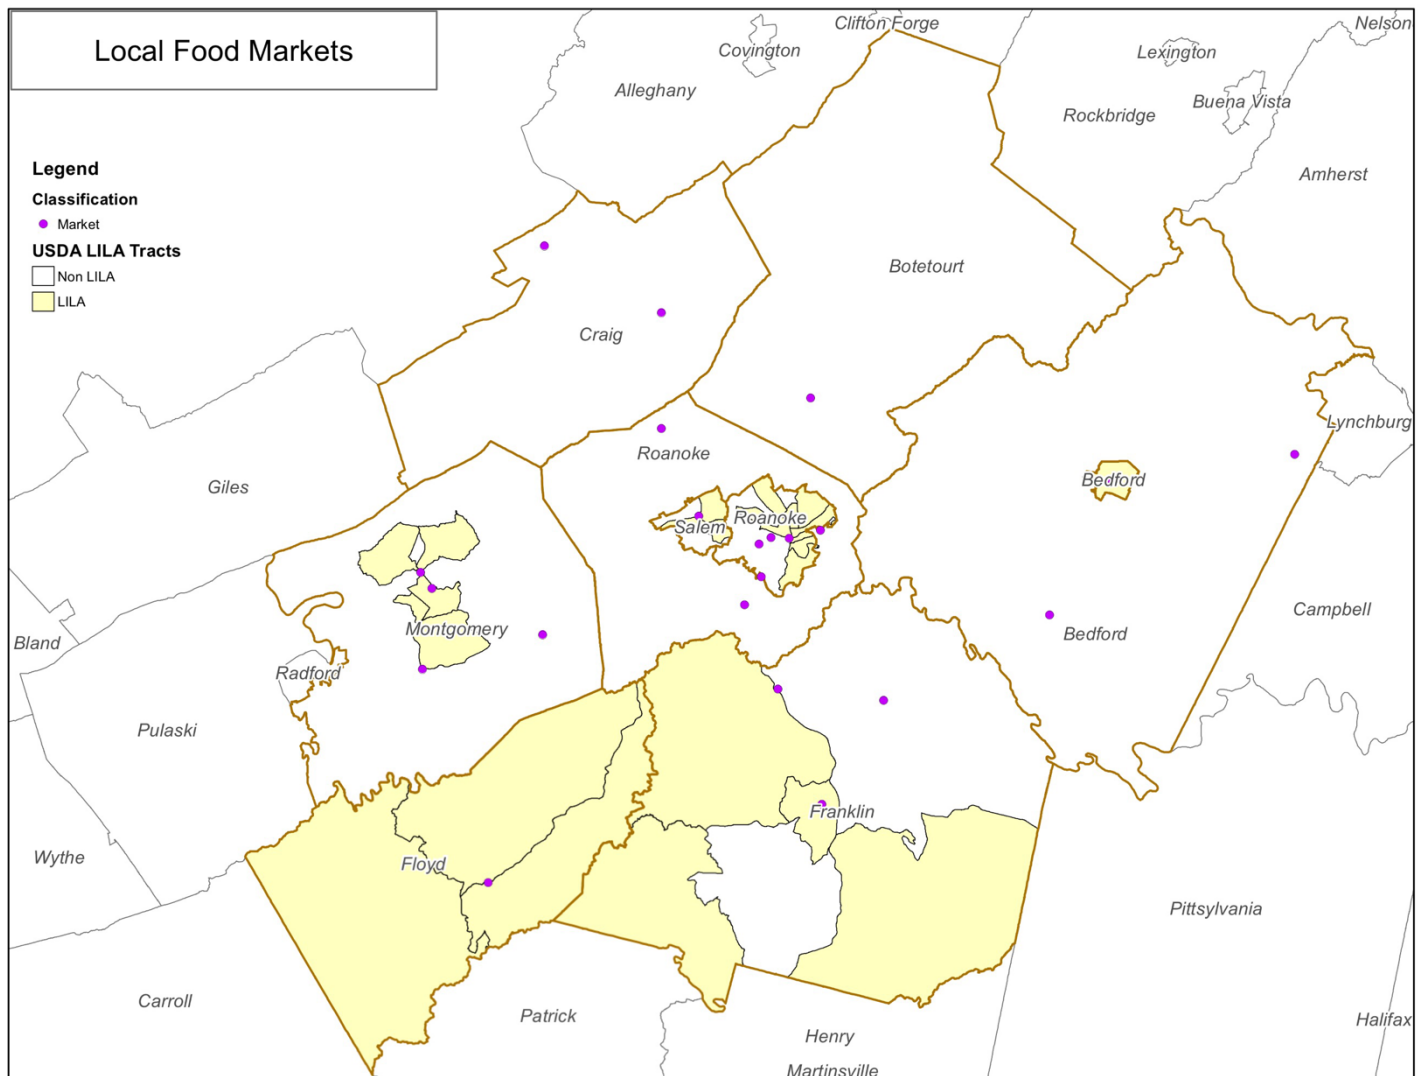 Local Food Markets
Clifton Forge
Nelson
Covington
Lexington
Alleghany
Buena Vista
Rockbridge
Legend
Amherst
Classification
Market
USDA LILA Tracts
Non LILA
LILA
Botetourt
Craig
Lynchburg
Roanoke
Bedford
Giles
Roanoke
Salem
Campbell
Montgomery
Bedford
Bland
Radford
Pulaski
Franklin
Wythe
Floyd
Pittsylvania
Carroll
Patrick
Halifax
Henry
Martinsville